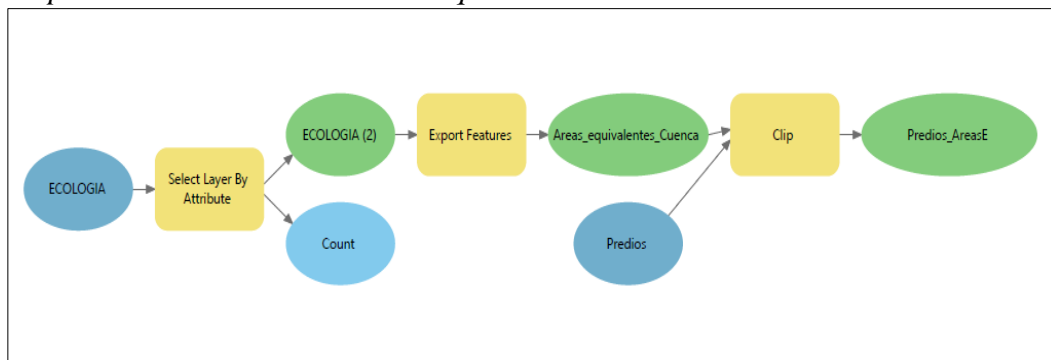 ECOLOGIA
Select Layer By
Attribute
ECOLOGIA (2)
Count
Export Features
Areas_equivalentes_Cuenca
Predios
Clip
Predios_AreasE